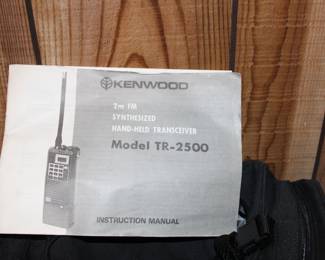 KENWOOD
2m FM
SYNTHESIZED
HAND-HELD TRANSCEIVER
Model TR-2500
INSTRUCTION MANUAL